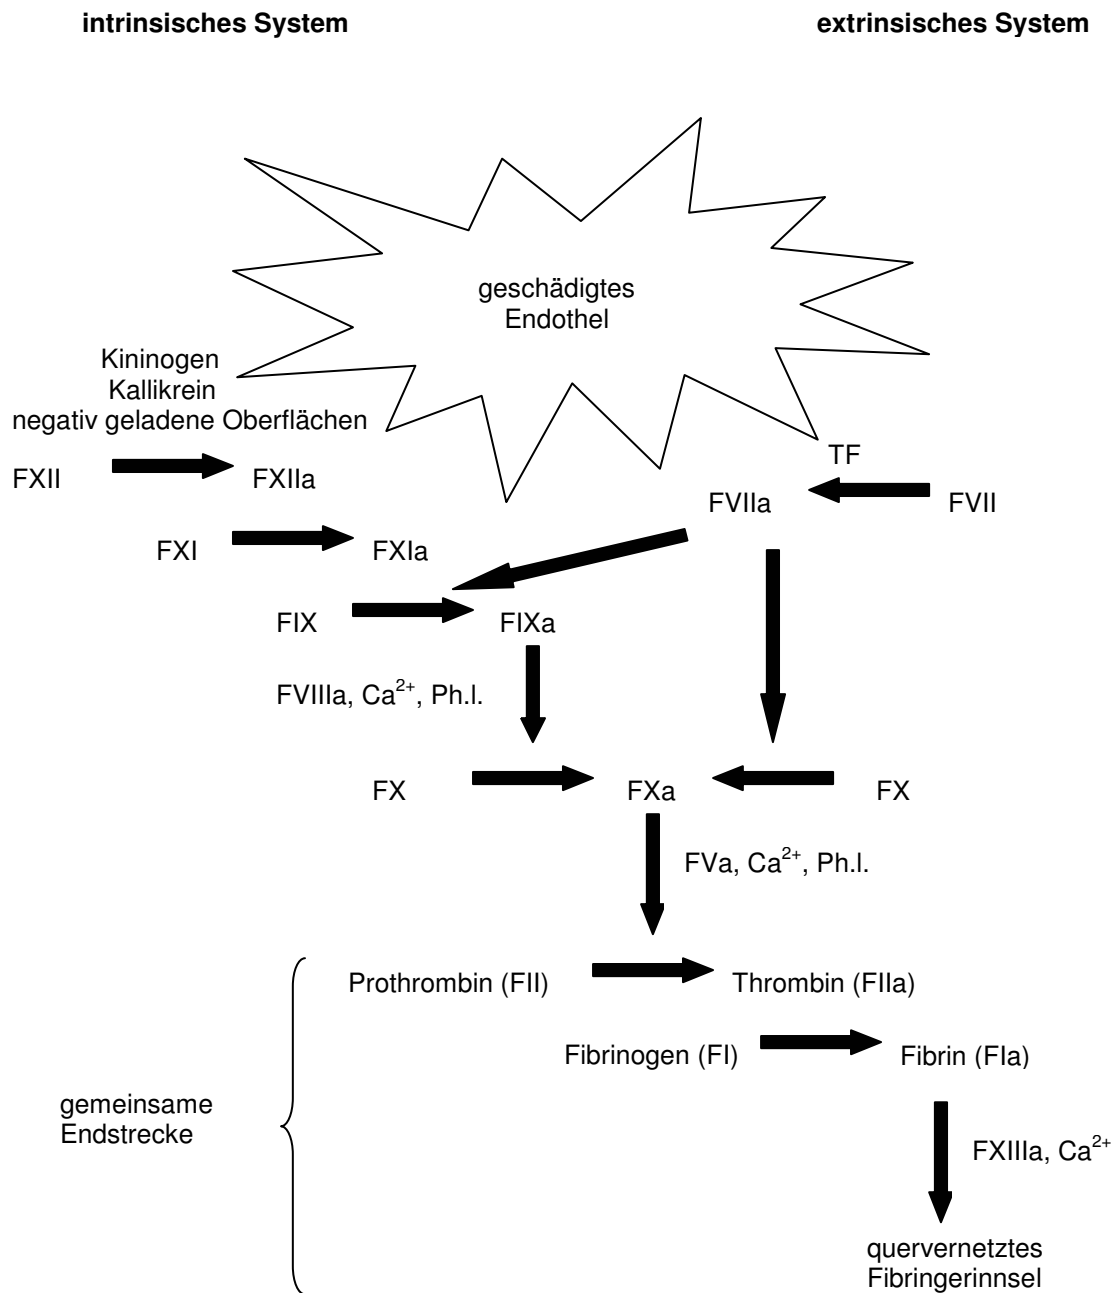 intrinsisches System
extrinsisches System
geschädigtes
Endothel
Kininogen
Kallikrein
negativ geladene Oberflächen
TF
FXII
FXIIa
FVIIa
FVII
FXI
FXIa
FIX
FIXa
FVIIIa, Ca²⁺, Ph.l.
FX
FXa
FX
FVa, Ca²⁺, Ph.l.
Prothrombin (FII)
Thrombin (FIIa)
Fibrinogen (FI)
Fibrin (FIa)
gemeinsame
Endstrecke
FXIIIa, Ca²⁺
quervernetztes
Fibringerinnsel